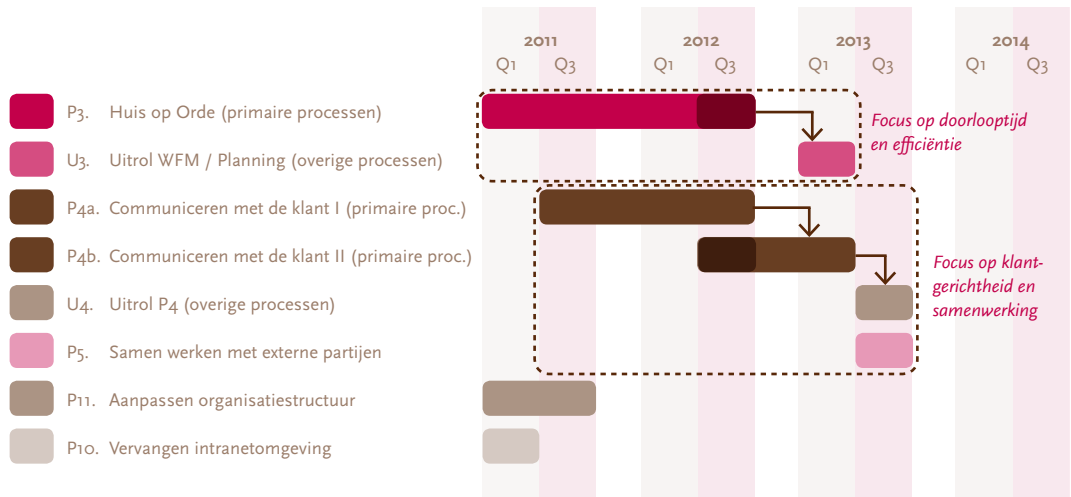 2011 2012 2013 2014
Q1 Q3 Q1 Q3 Q1 Q3 Q1 Q3
P3. Huis op Orde (primaire processen)
U3. Uitrol WFM / Planning (overige processen)
P4a. Communiceren met de klant I (primaire proc.)
P4b. Communiceren met de klant II (primaire proc.)
U4. Uitrol P4 (overige processen)
P5. Samen werken met externe partijen
P11. Aanpassen organisatiestructuur
P10. Vervangen intranetomgeving
Focus op doorlooptijd
en efficiëntie
Focus op klant-
gerichtheid en
samenwerking